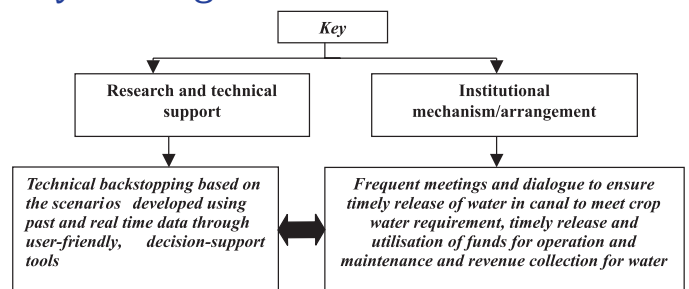 Key
Research and technical
support
Institutional
mechanism/arrangement
Technical backstopping based on
the scenarios developed using
past and real time data through
user-friendly, decision-support
tools
Frequent meetings and dialogue to ensure
timely release of water in canal to meet crop
water requirement, timely release and
utilisation of funds for operation and
maintenance and revenue collection for water